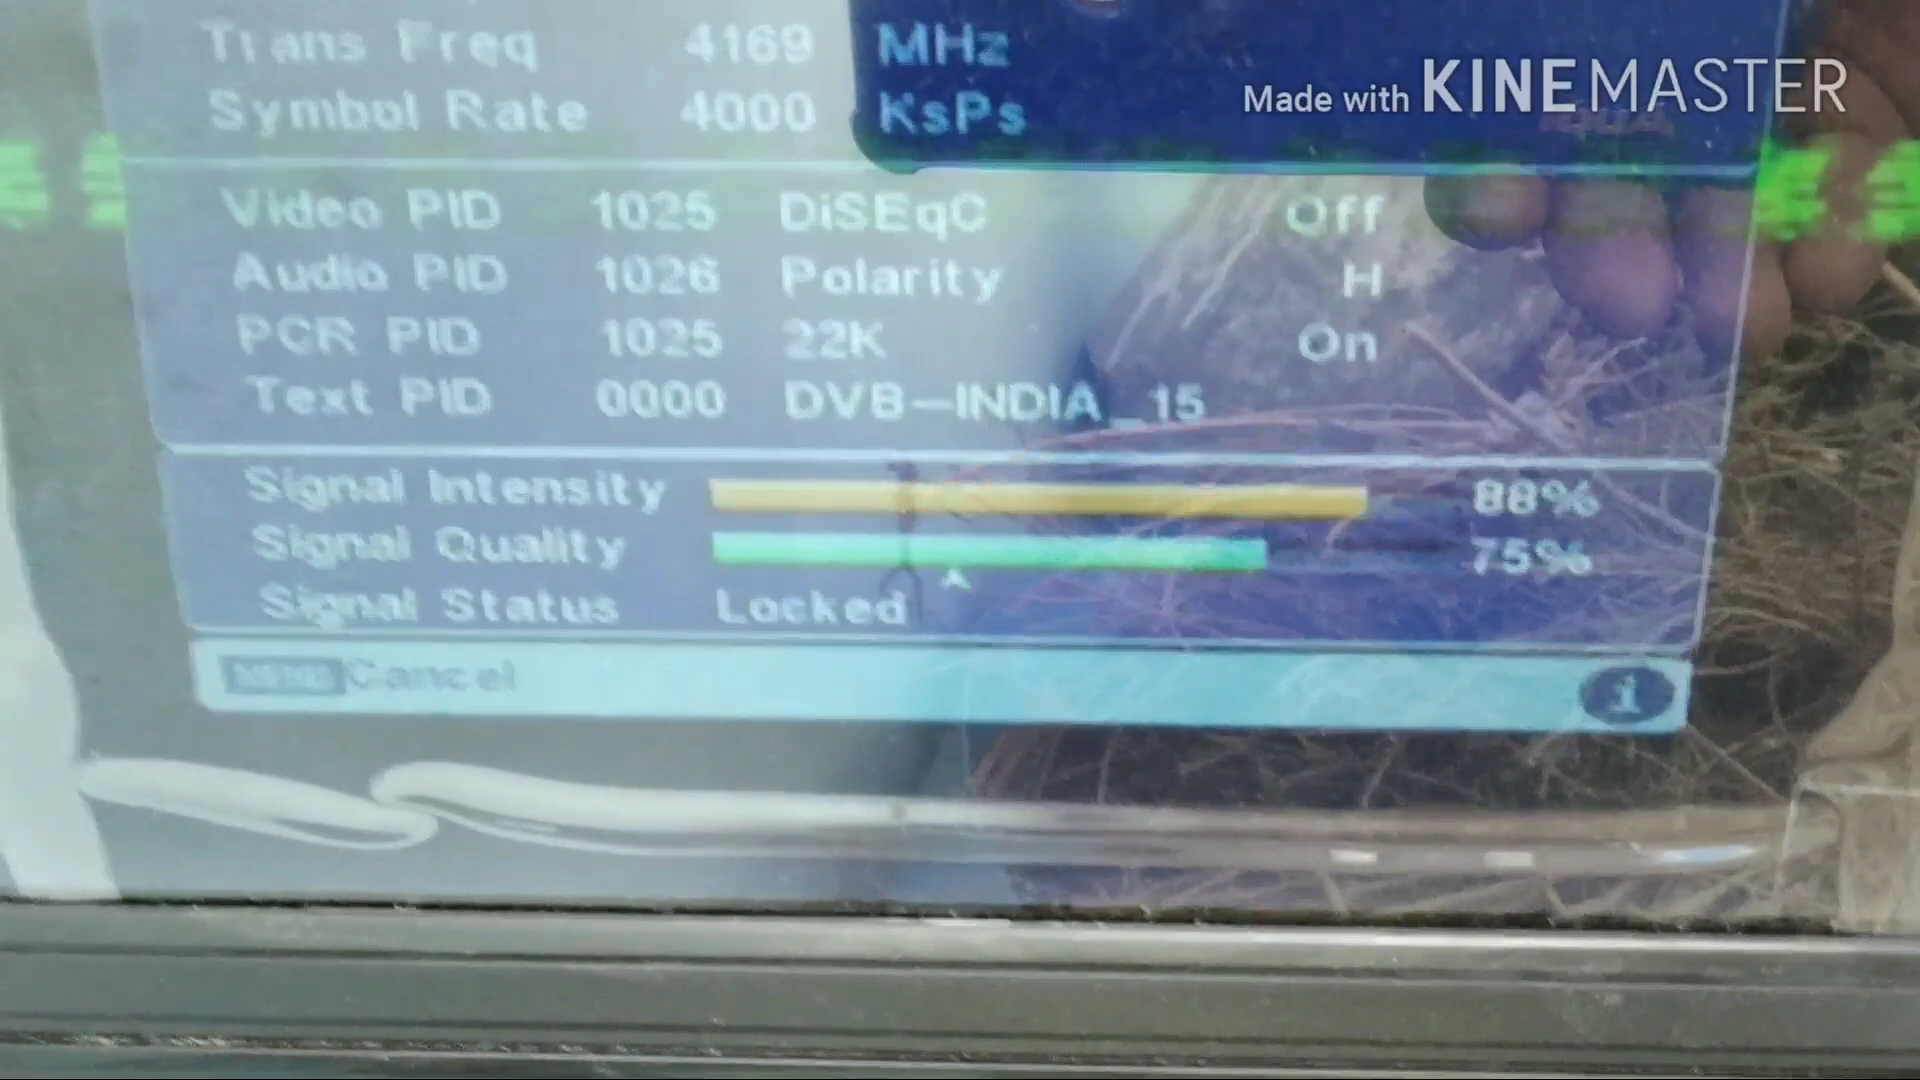 Trans Freq 4169 MHz
Made with KINEMASTER
Symbol Rate 4000 KsPs
Video PID 1025 DiSEqC Off
Audio PID 1026 Polarity H
PCR PID 1025 22K On
Text PID 0000 DVB-INDIA_15
Signal Intensity 88%
Signal Quality 75%
Signal Status Locked
MENU Cancel i